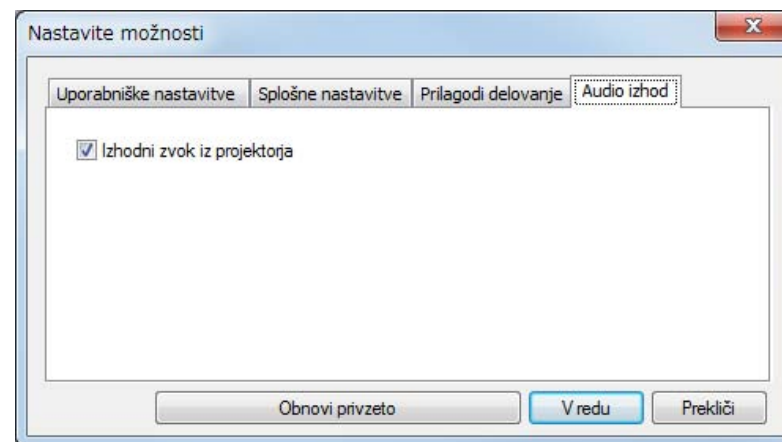 Nastavite možnosti
Uporabniške nastavitve Splošne nastavitve Prilagodi delovanje Audio izhod
Izhodni zvok iz projektorja
Obnovi privzeto V redu Prekliči